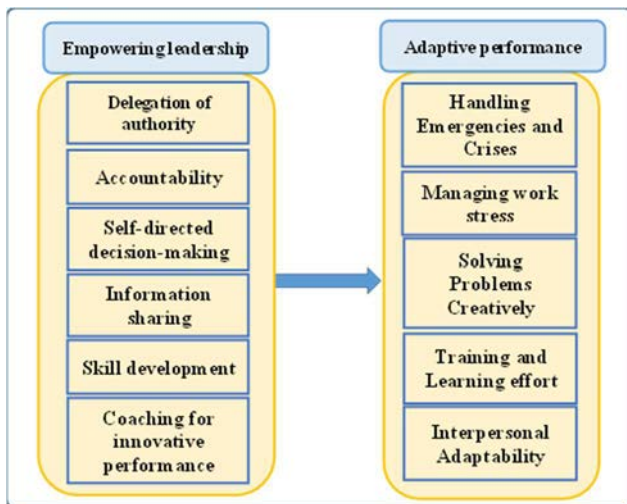 Empowering leadership
Delegation of
authority
Accountability
Self-directed
decision-making
Information
sharing
Skill development
Coaching for
innovative
performance
Adaptive performance
Handling
Emergencies and
Crises
Managing work
stress
Solving
Problems
Creatively
Training and
Learning effort
Interpersonal
Adaptability